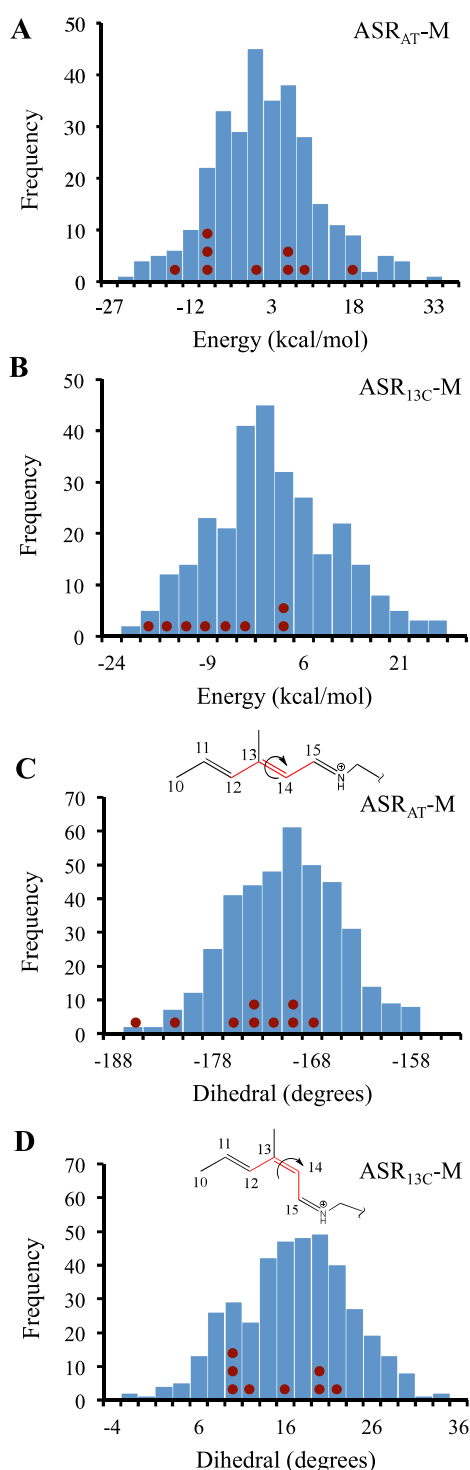 A
ASR_AT-M
50
40
30
20
10
0
Frequency
-27 -12 3 18 33
Energy (kcal/mol)
B
ASR_13C-M
50
40
30
20
10
0
Frequency
-24 -9 6 21
Energy (kcal/mol)
C
11 13 15
10 12 14 N
+
H
ASR_AT-M
70
60
50
40
30
20
10
0
Frequency
-188 -178 -168 -158
Dihedral (degrees)
D
11 13 14
10 12
15 N
+
H
ASR_13C-M
70
60
50
40
30
20
10
0
Frequency
-4 6 16 26 36
Dihedral (degrees)